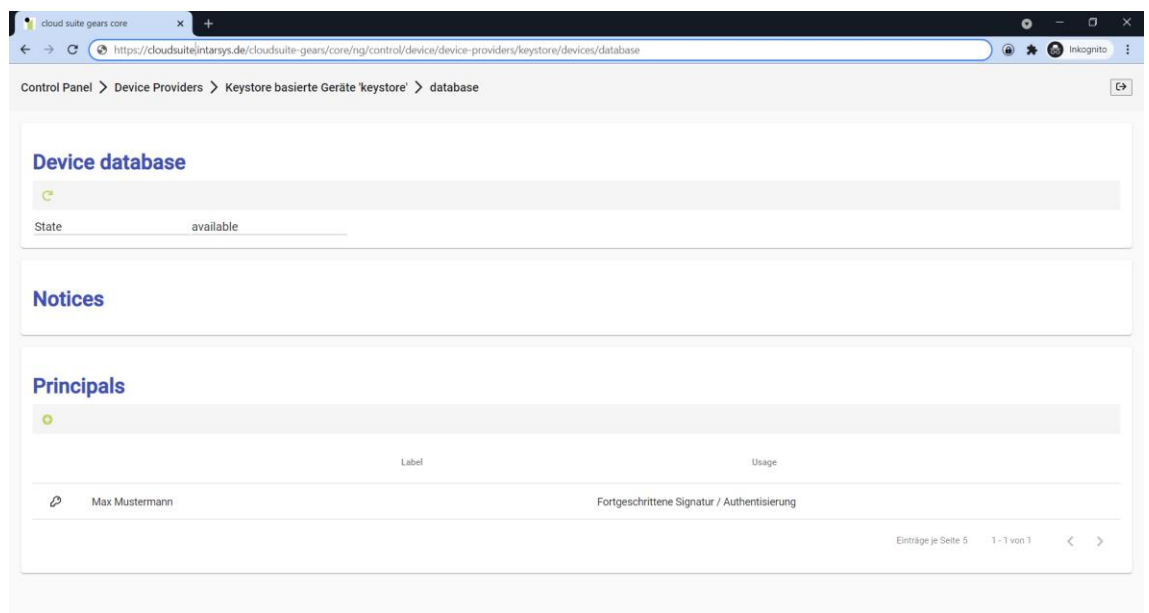 cloud suite gears core
https://cloudsuite.intarsys.de/cloudsuite-gears/core/ng/control/device/device-providers/keystore/devices/database
Inkognito
Control Panel > Device Providers > Keystore basierte Geräte 'keystore' > database
Device database
State available
Notices
Principals
Label Usage
Max Mustermann Fortgeschrittene Signatur / Authentisierung
Einträge je Seite 5 1 - 1 von 1